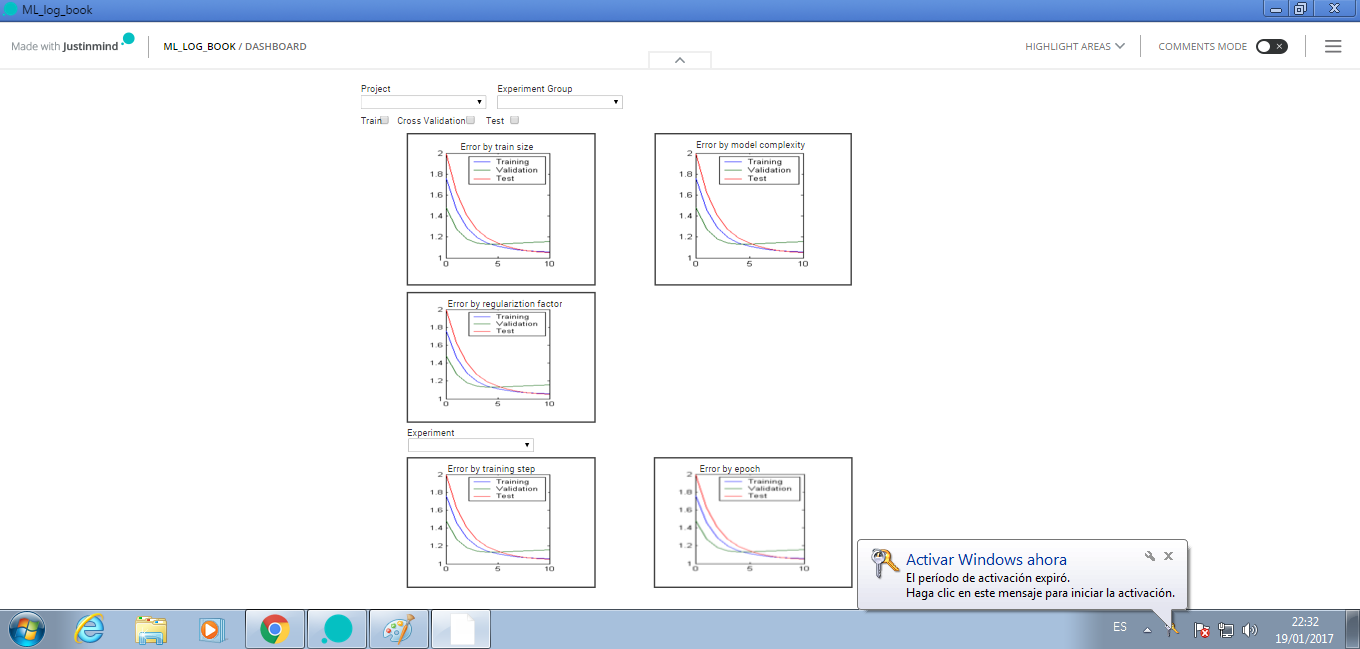 ML_log_book
Made with Justinmind
ML_LOG_BOOK / DASHBOARD
HIGHLIGHT AREAS
COMMENTS MODE
Project
Experiment Group
Train
Cross Validation
Test
Error by train size
Training
Validation
Test
2
1.8
1.6
1.4
1.2
1
0
5
10
Error by model complexity
Training
Validation
Test
2
1.8
1.6
1.4
1.2
1
0
5
10
Error by regulariztion factor
Training
Validation
Test
2
1.8
1.6
1.4
1.2
1
0
5
10
Experiment
Error by training step
Training
Validation
Test
2
1.8
1.6
1.4
1.2
1
0
5
10
Error by epoch
Training
Validation
Test
2
1.8
1.6
1.4
1.2
1
0
5
10
Activar Windows ahora
El período de activación expiró.
Haga clic en este mensaje para iniciar la activación.
ES
22:32
19/01/2017